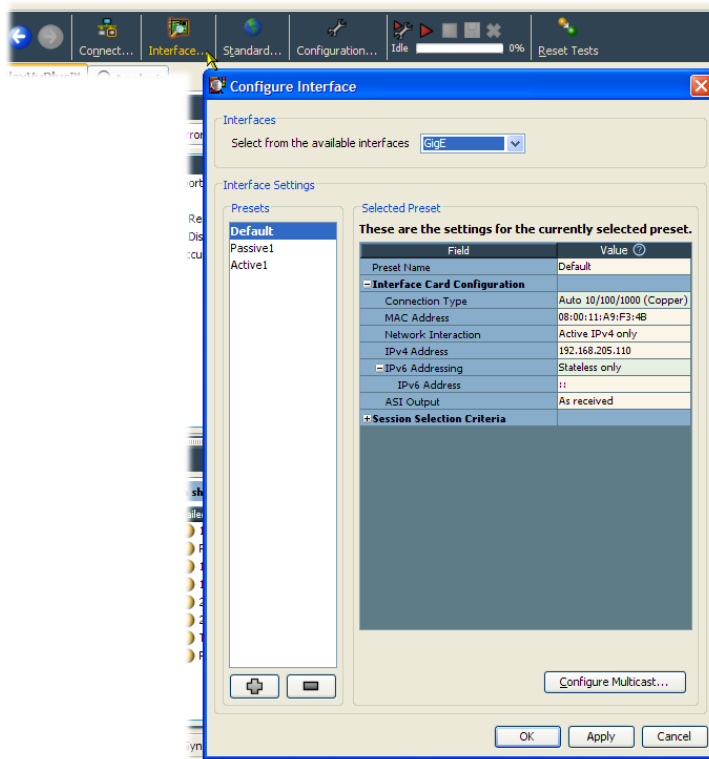 Connect...
Interface...
Standard...
Configuration...
Idle
0%
Reset Tests
Configure Interface
Interfaces
Select from the available interfaces
GigE
Interface Settings
Presets
Default
Passive1
Active1
Selected Preset
These are the settings for the currently selected preset.
Field Value
Preset Name Default
Interface Card Configuration
Connection Type Auto 10/100/1000 (Copper)
MAC Address 08:00:11:A9:F3:4B
Network Interaction Active IPv4 only
IPv4 Address 192.168.205.110
IPv6 Addressing Stateless only
IPv6 Address ::
ASI Output As received
Session Selection Criteria
Configure Multicast...
OK
Apply
Cancel